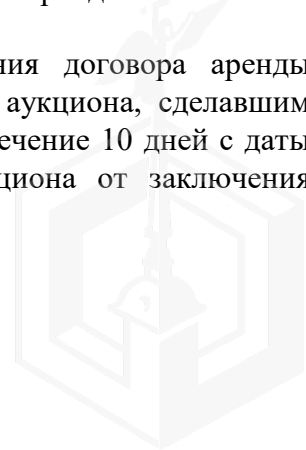 ния договора аренды
аукциона, сделавшим
ечение 10 дней с даты
циона от заключения